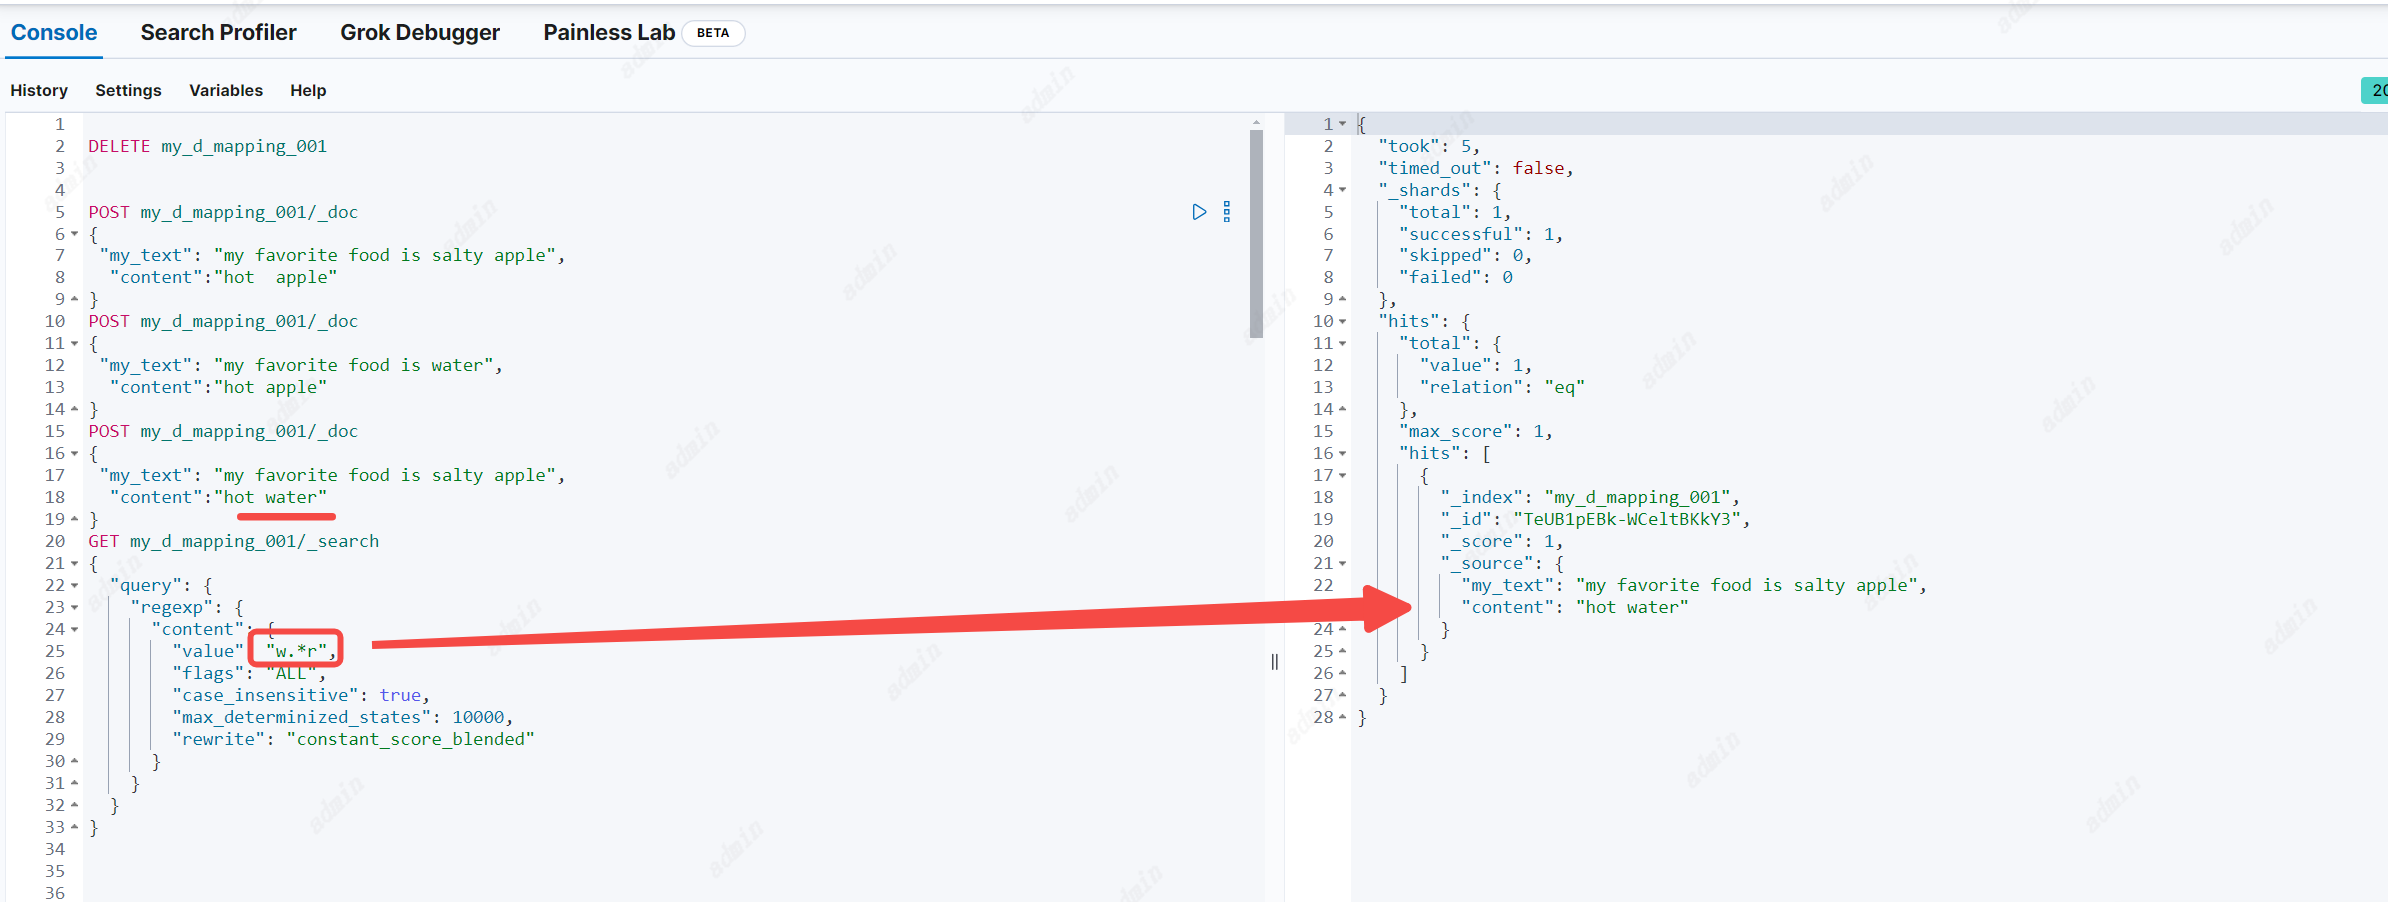 Console Search Profiler Grok Debugger Painless Lab BETA
History Settings Variables Help
20
1
2 DELETE my_d_mapping_001
3
4
5 POST my_d_mapping_001/_doc
6 {
7 "my_text": "my favorite food is salty apple",
8 "content":"hot  apple"
9 }
10 POST my_d_mapping_001/_doc
11 {
12 "my_text": "my favorite food is water",
13 "content":"hot apple"
14 }
15 POST my_d_mapping_001/_doc
16 {
17 "my_text": "my favorite food is salty apple",
18 "content":"hot water"
19 }
20 GET my_d_mapping_001/_search
21 {
22 "query": {
23 "regexp": {
24 "content": {
25 "value" "w.*r",
26 "flags": "ALL",
27 "case_insensitive": true,
28 "max_determinized_states": 10000,
29 "rewrite": "constant_score_blended"
30 }
31 }
32 }
33 }
34
35
36
1 {
2 "took": 5,
3 "timed_out": false,
4 "_shards": {
5 "total": 1,
6 "successful": 1,
7 "skipped": 0,
8 "failed": 0
9 },
10 "hits": {
11 "total": {
12 "value": 1,
13 "relation": "eq"
14 },
15 "max_score": 1,
16 "hits": [
17 {
18 "_index": "my_d_mapping_001",
19 "_id": "TeUB1pEBk-WCeltBKkY3",
20 "_score": 1,
21 "_source": {
22 "my_text": "my favorite food is salty apple",
"content": "hot water"
24 }
25 }
26 ]
27 }
28 }
admin